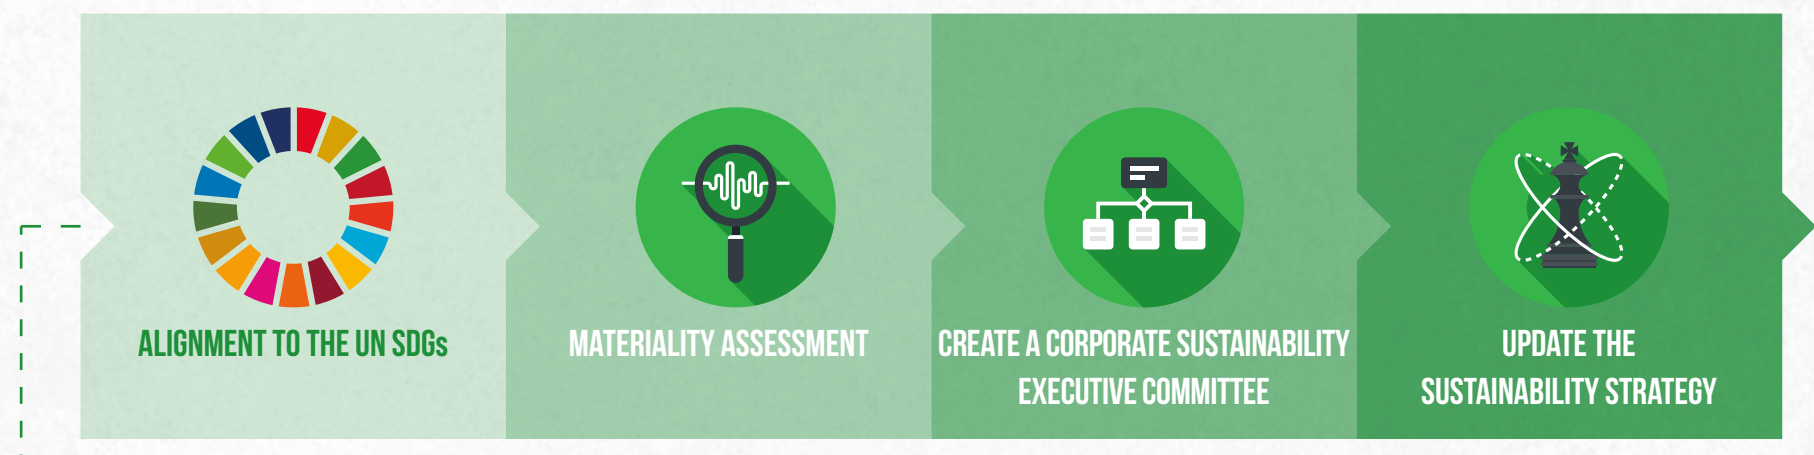 ALIGNMENT TO THE UN SDGs
MATERIALITY ASSESSMENT
CREATE A CORPORATE SUSTAINABILITY
EXECUTIVE COMMITTEE
UPDATE THE
SUSTAINABILITY STRATEGY